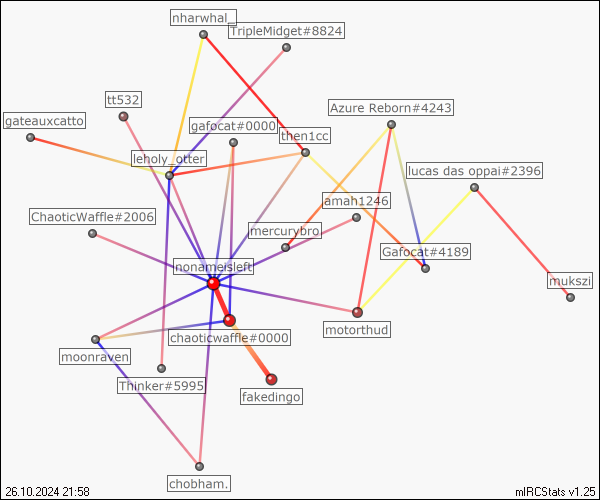 nharwhal_
TripleMidget#8824
tt532
Azure Reborn#4243
gateauxcatto
gafocat#0000
then1cc
leholy_otter
lucas das oppai#2396
amah1246
ChaoticWaffle#2006
mercurybro
Gafocat#4189
nonameisleft
mukszi
motorthud
chaoticwaffle#0000
moonraven
Thinker#5995
fakedingo
chobham.
26.10.2024 21:58
mIRCStats v1.25